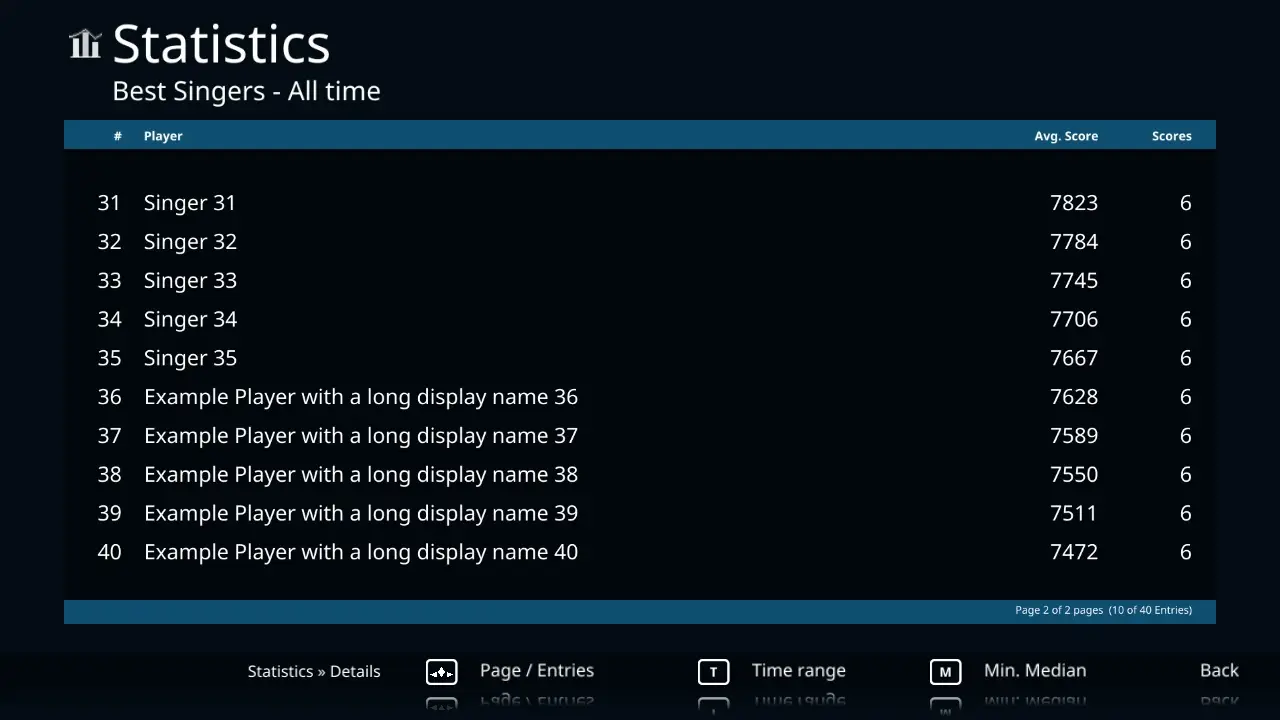 Statistics
Best Singers - All time
# Player Avg. Score Scores
31 Singer 31 7823 6
32 Singer 32 7784 6
33 Singer 33 7745 6
34 Singer 34 7706 6
35 Singer 35 7667 6
36 Example Player with a long display name 36 7628 6
37 Example Player with a long display name 37 7589 6
38 Example Player with a long display name 38 7550 6
39 Example Player with a long display name 39 7511 6
40 Example Player with a long display name 40 7472 6
Page 2 of 2 pages (10 of 40 Entries)
Statistics » Details Page / Entries T Time range M Min. Median Back